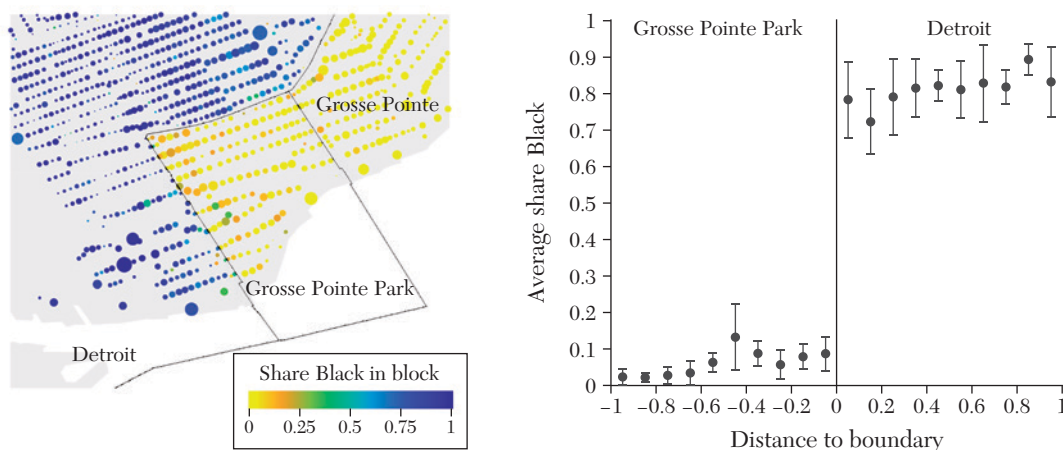 Grosse Pointe
Grosse Pointe Park
Detroit
Share Black in block
0 0.25 0.5 0.75 1
Grosse Pointe Park Detroit
Average share Black
1
0.9
0.8
0.7
0.6
0.5
0.4
0.3
0.2
0.1
0
−1 −0.8 −0.6 −0.4 −0.2 0 0.2 0.4 0.6 0.8 1
Distance to boundary